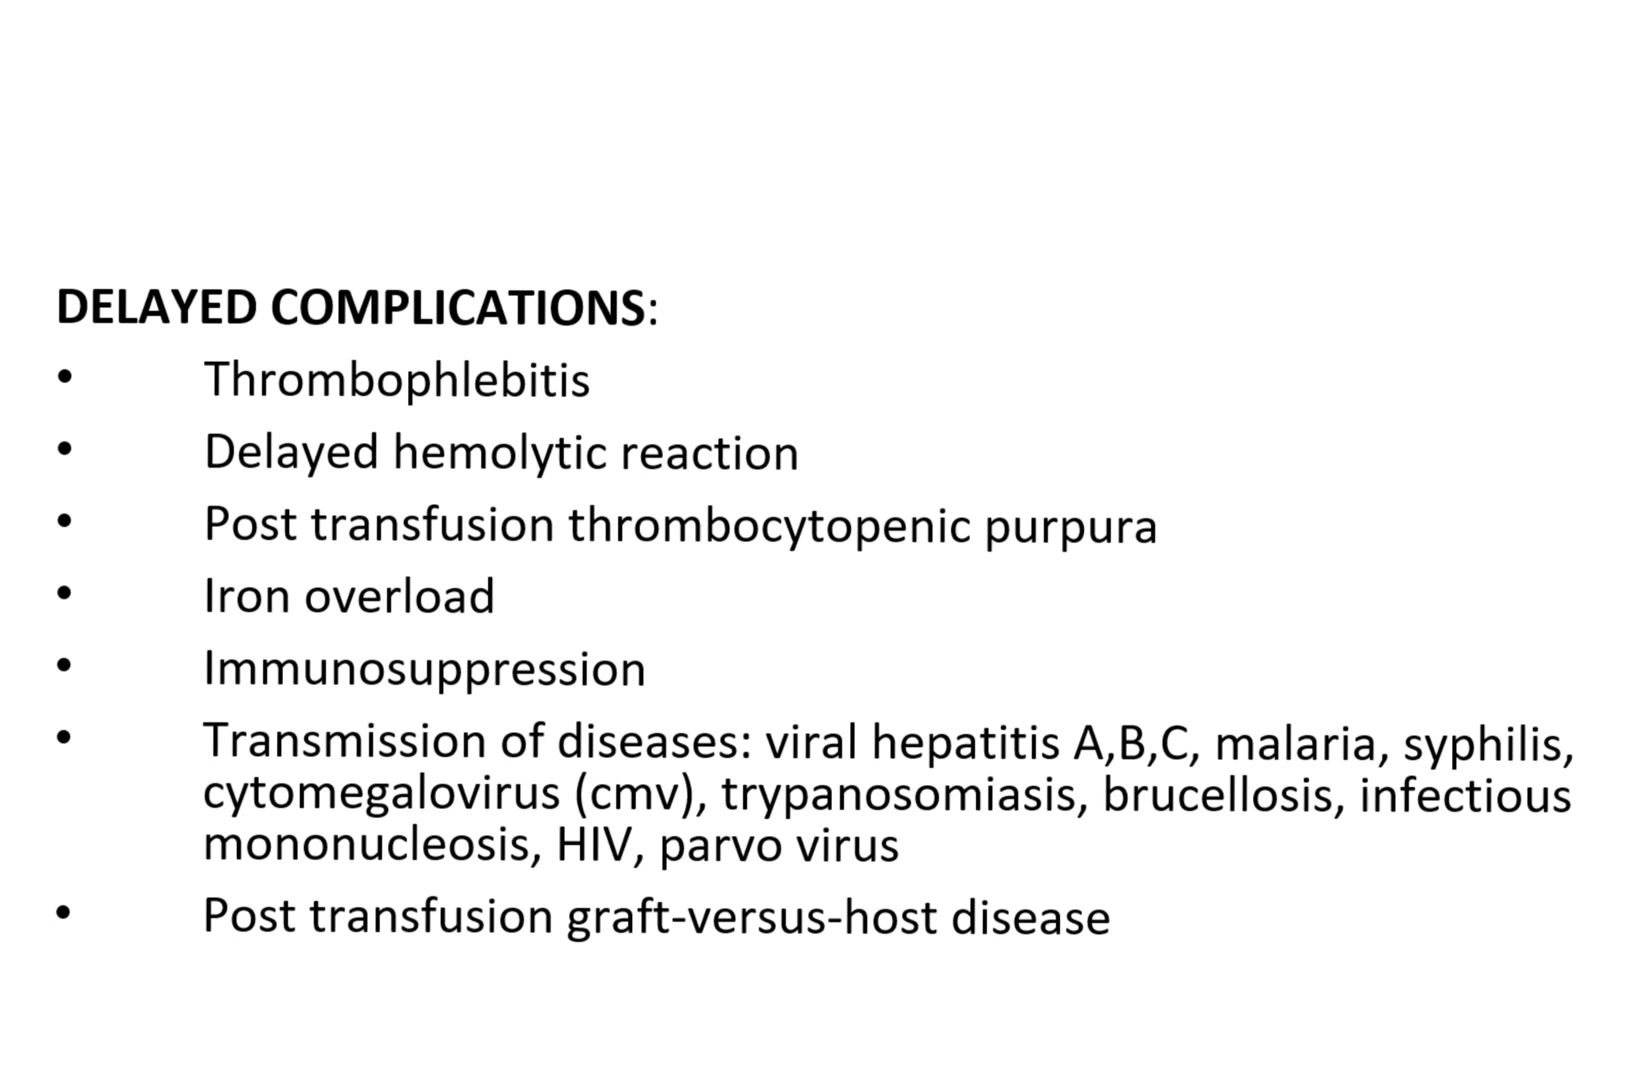 DELAYED COMPLICATIONS:
• Thrombophlebitis
• Delayed hemolytic reaction
• Post transfusion thrombocytopenic purpura
• Iron overload
• Immunosuppression
• Transmission of diseases: viral hepatitis A,B,C, malaria, syphilis,
cytomegalovirus (cmv), trypanosomiasis, brucellosis, infectious
mononucleosis, HIV, parvo virus
• Post transfusion graft-versus-host disease